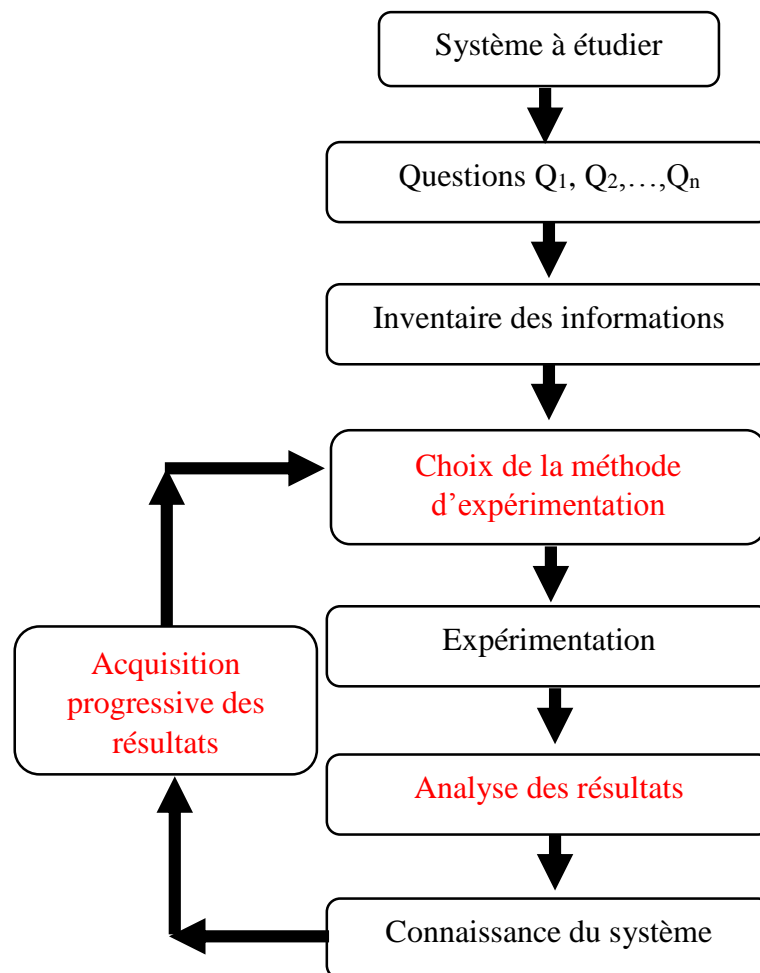 Système à étudier
Questions Q₁, Q₂,…,Qₙ
Inventaire des informations
Choix de la méthode
d’expérimentation
Expérimentation
Acquisition
progressive des
résultats
Analyse des résultats
Connaissance du système